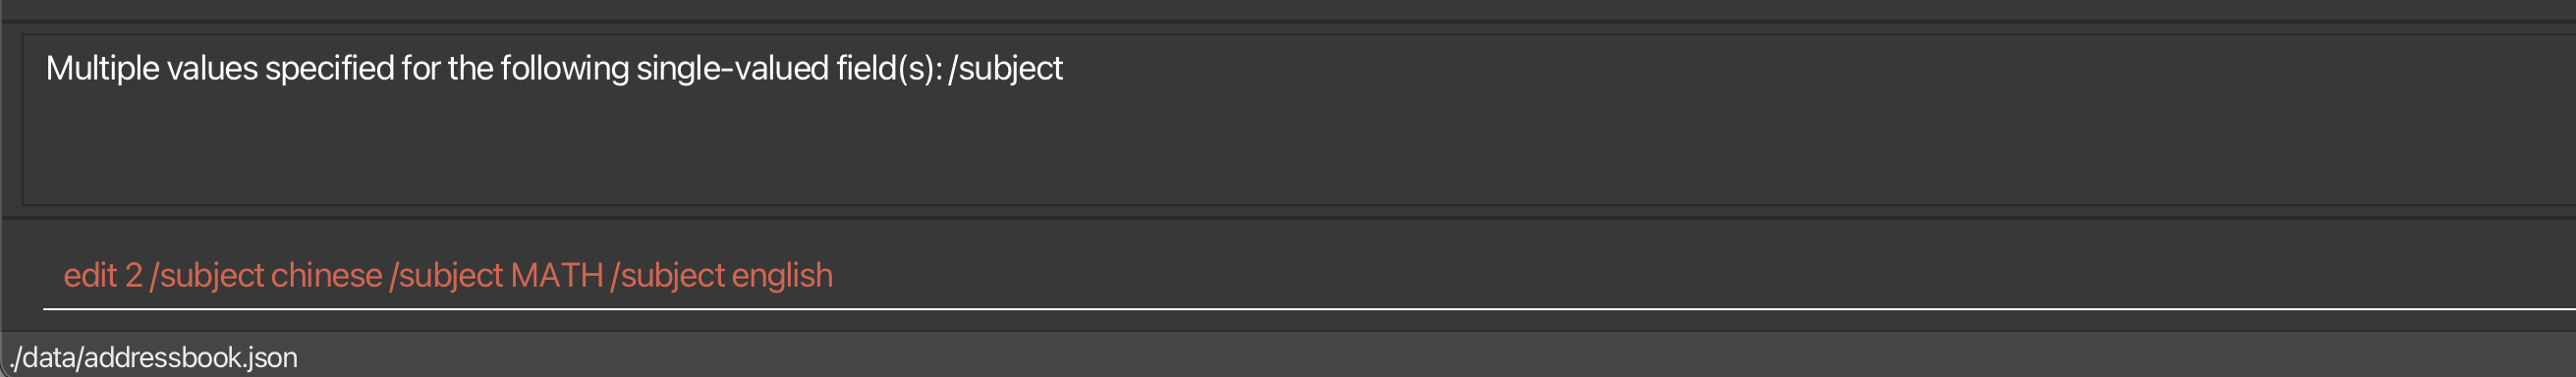 Multiple values specified for the following single-valued field(s): /subject
edit 2 /subject chinese /subject MATH /subject english
./data/addressbook.json